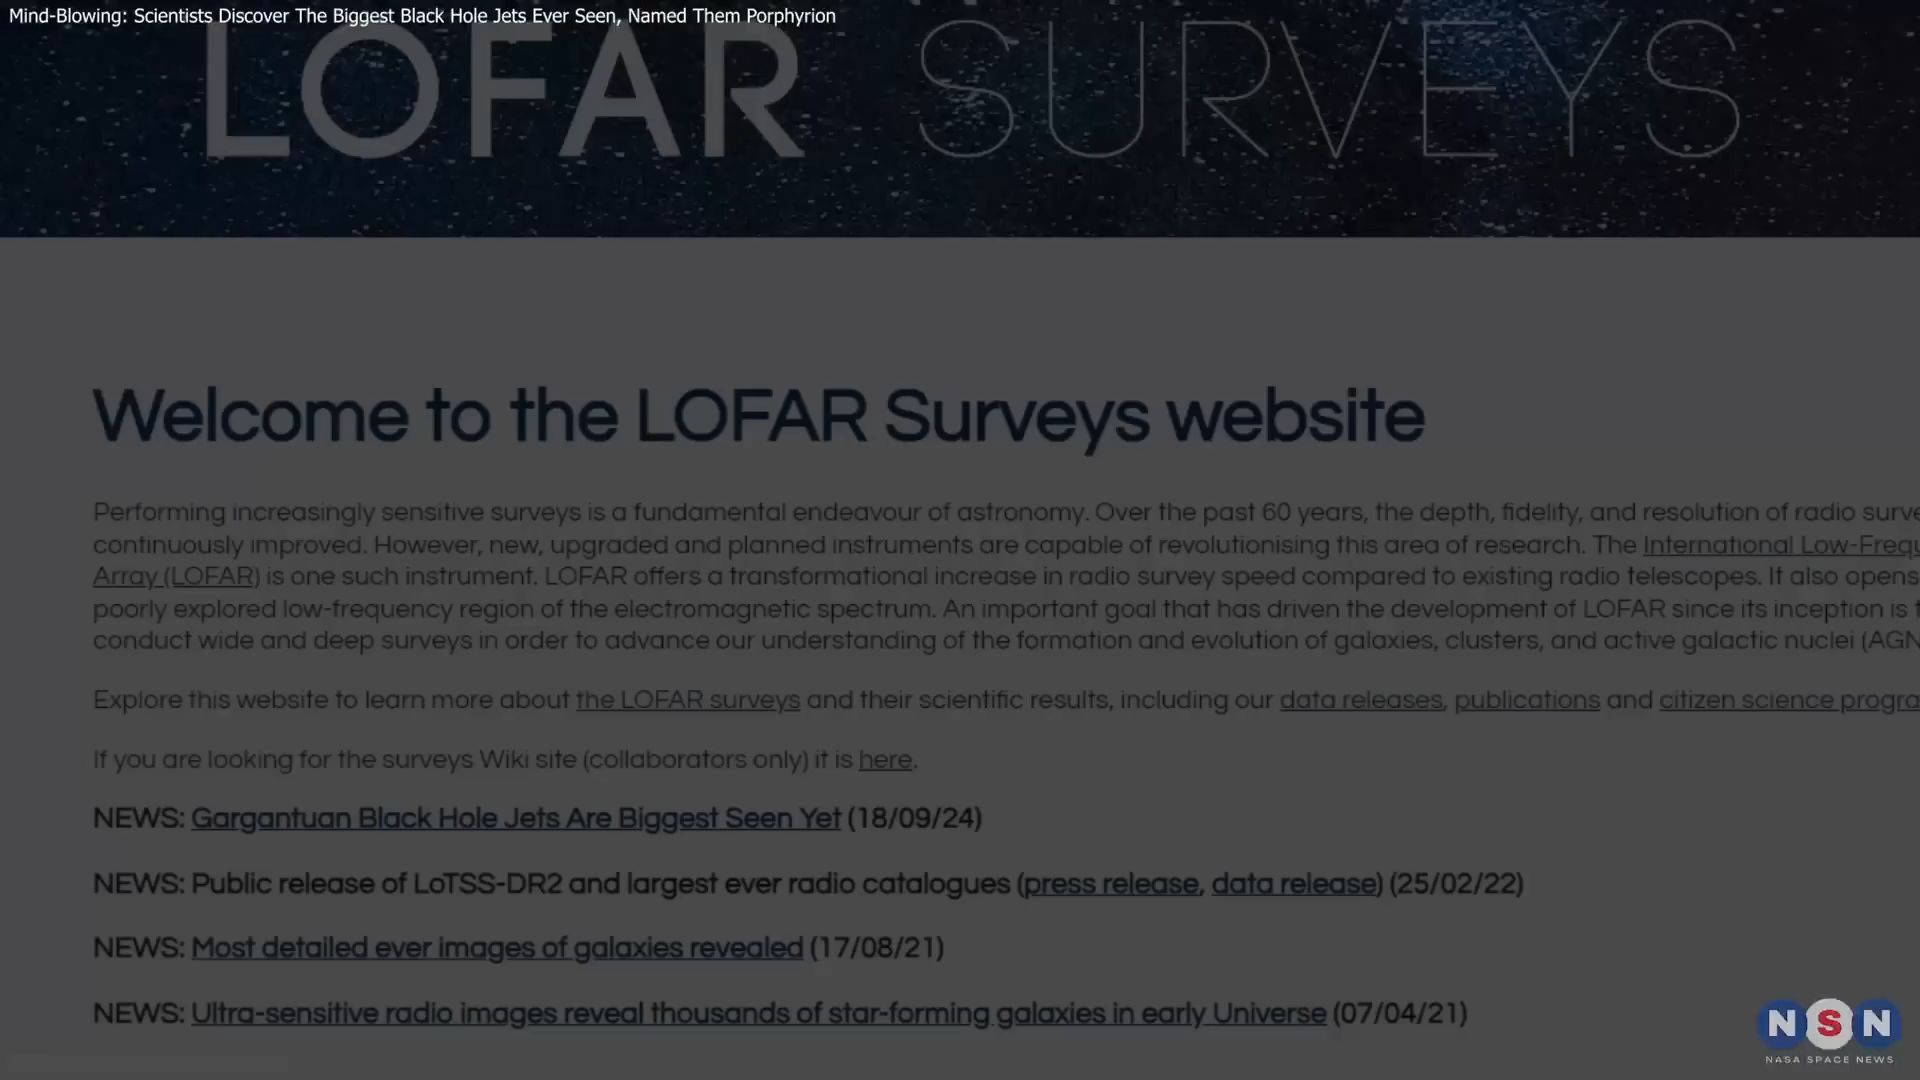 Mind-Blowing: Scientists Discover The Biggest Black Hole Jets Ever Seen, Named Them Porphyrion
LOFAR SURVEYS
Welcome to the LOFAR Surveys website
Performing increasingly sensitive surveys is a fundamental endeavour of astronomy. Over the past 60 years, the depth, fidelity, and resolution of radio surve
continuously improved. However, new, upgraded and planned instruments are capable of revolutionising this area of research. The International Low-Frequ
Array (LOFAR) is one such instrument. LOFAR offers a transformational increase in radio survey speed compared to existing radio telescopes. It also opens
poorly explored low-frequency region of the electromagnetic spectrum. An important goal that has driven the development of LOFAR since its inception is t
conduct wide and deep surveys in order to advance our understanding of the formation and evolution of galaxies, clusters, and active galactic nuclei (AGN
Explore this website to learn more about the LOFAR surveys and their scientific results, including our data releases, publications and citizen science progra
If you are looking for the surveys Wiki site (collaborators only) it is here.
NEWS: Gargantuan Black Hole Jets Are Biggest Seen Yet (18/09/24)
NEWS: Public release of LoTSS-DR2 and largest ever radio catalogues (press release, data release) (25/02/22)
NEWS: Most detailed ever images of galaxies revealed (17/08/21)
NEWS: Ultra-sensitive radio images reveal thousands of star-forming galaxies in early Universe (07/04/21)
NSN
NASA SPACE NEWS